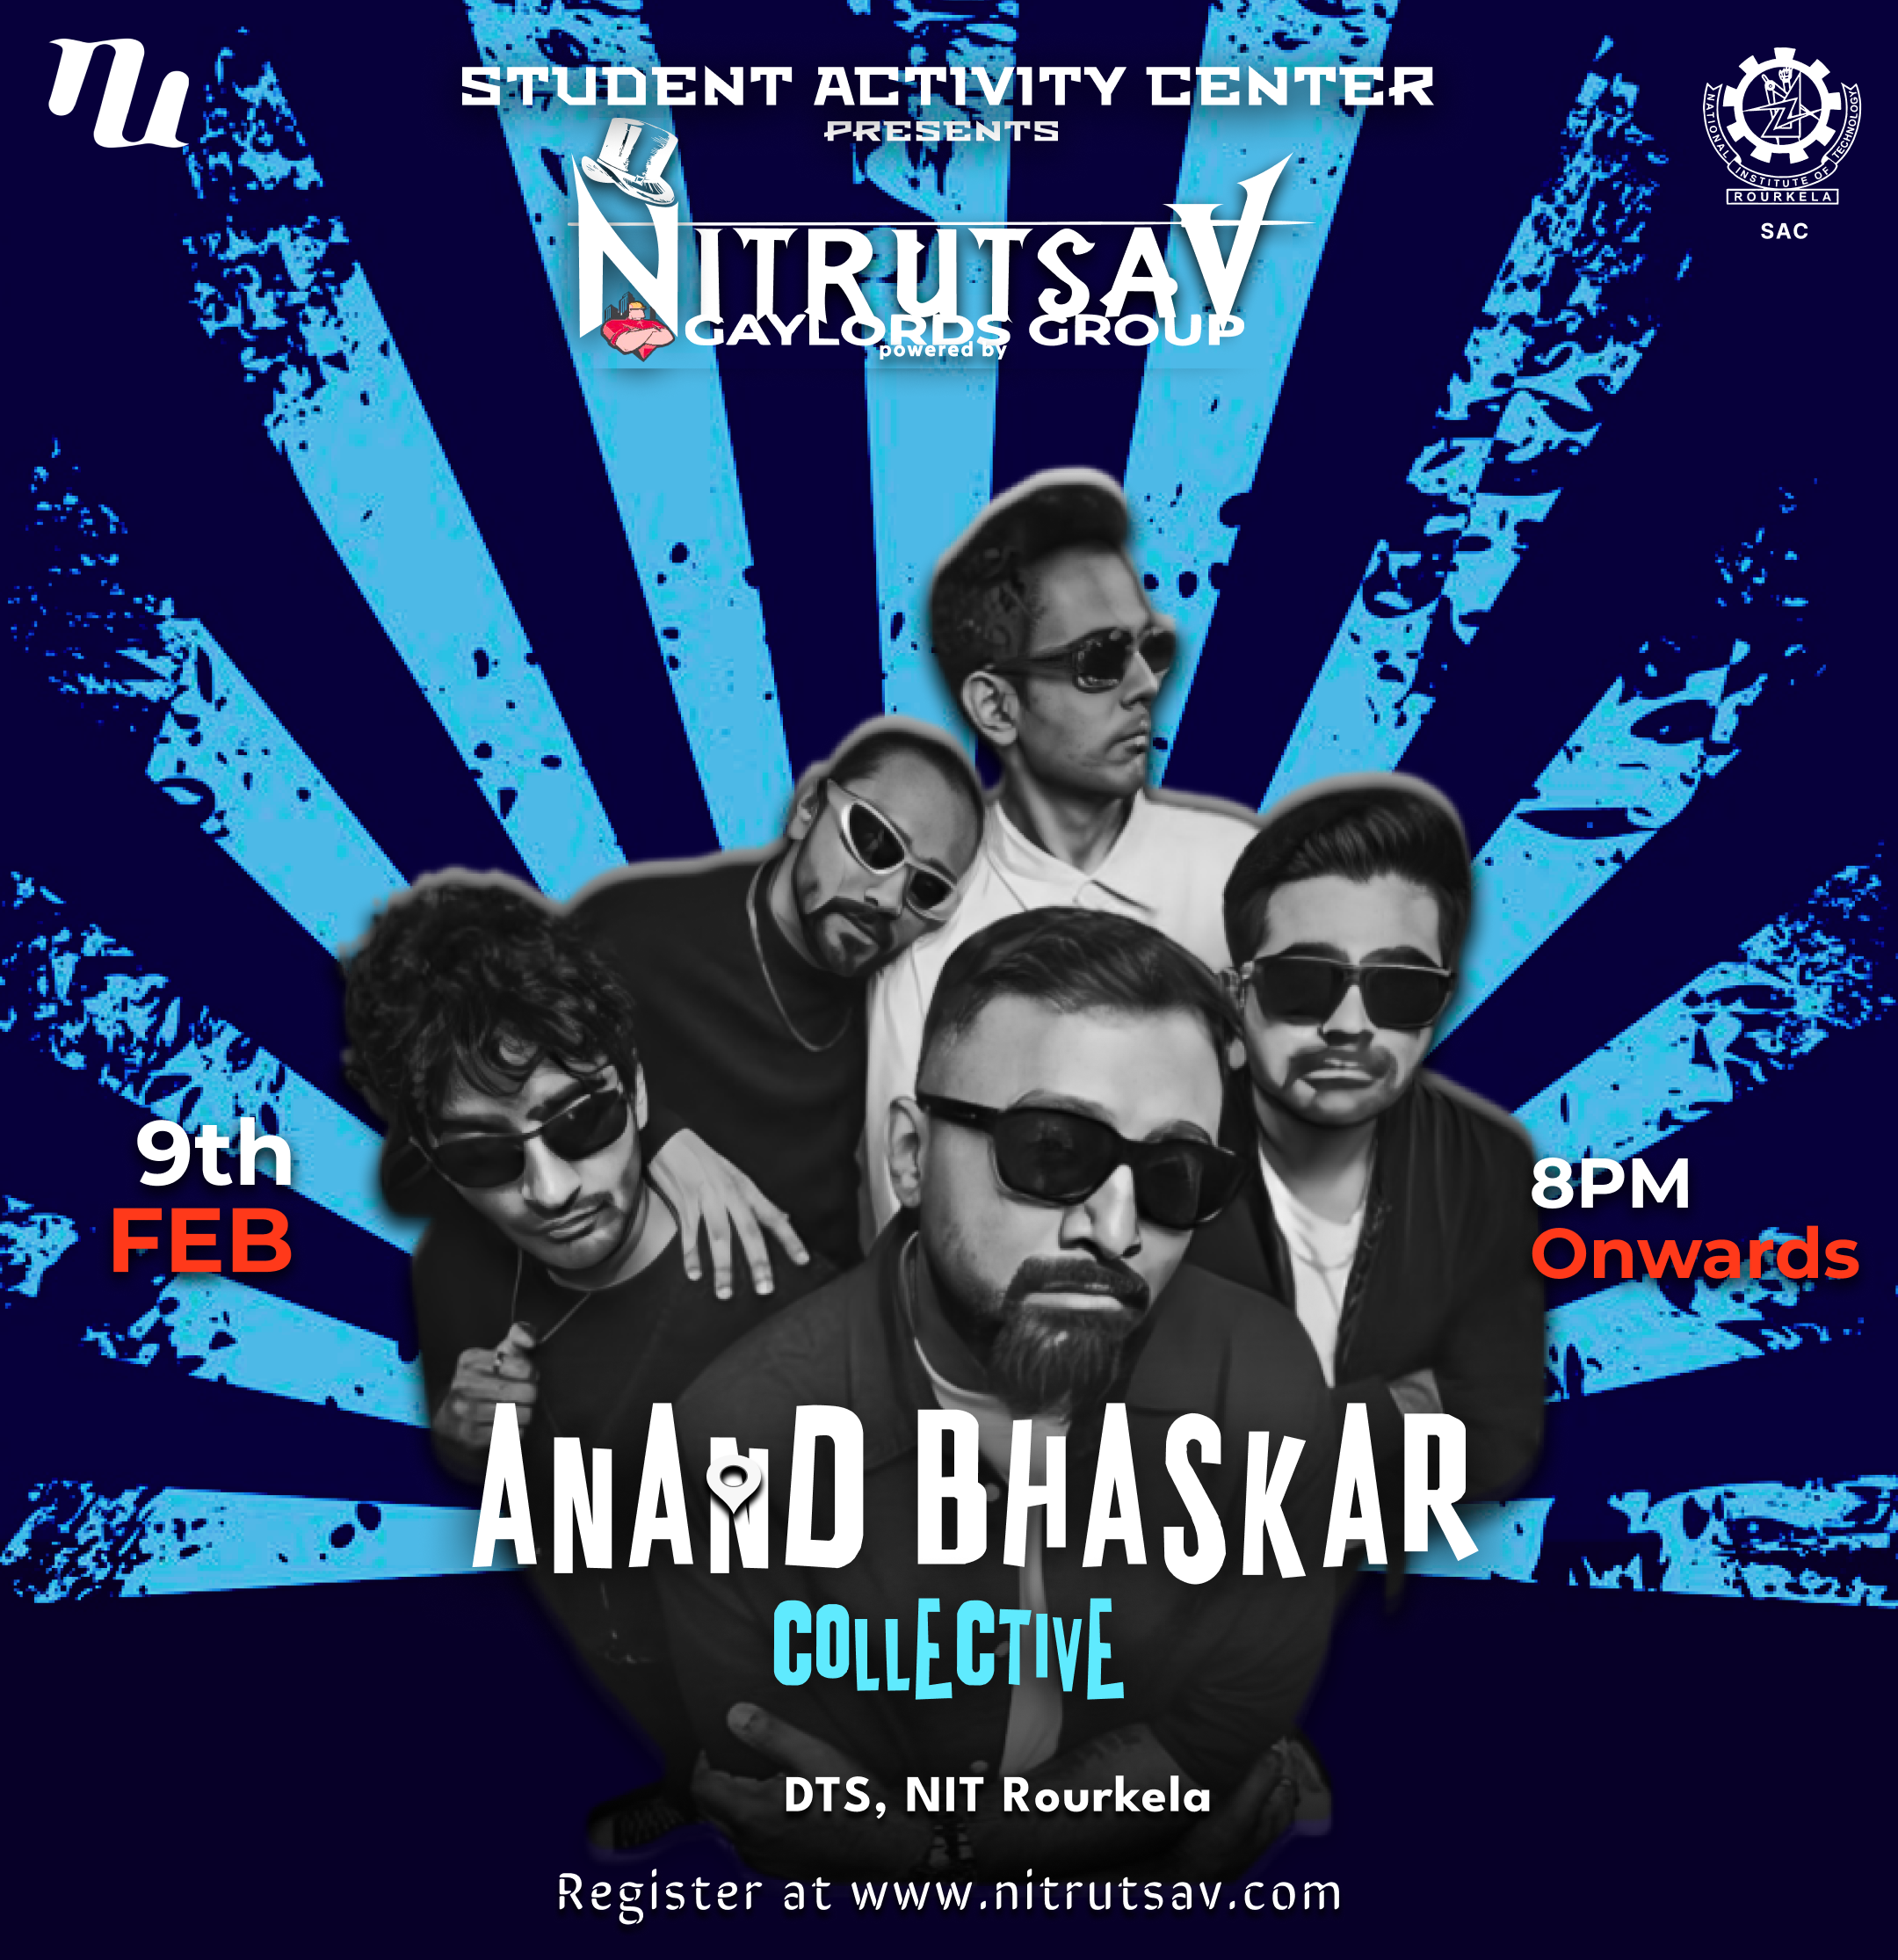 nu
STUDENT ACTIVITY CENTER
PRESENTS
NITRUTSAV
GAYLORDS GROUP
powered by
NATIONAL INSTITUTE OF TECHNOLOGY
ROURKELA
SAC
9th
FEB
8PM
Onwards
ANAND BHASKAR
COLLECTIVE
DTS, NIT Rourkela
Register at www.nitrutsav.com